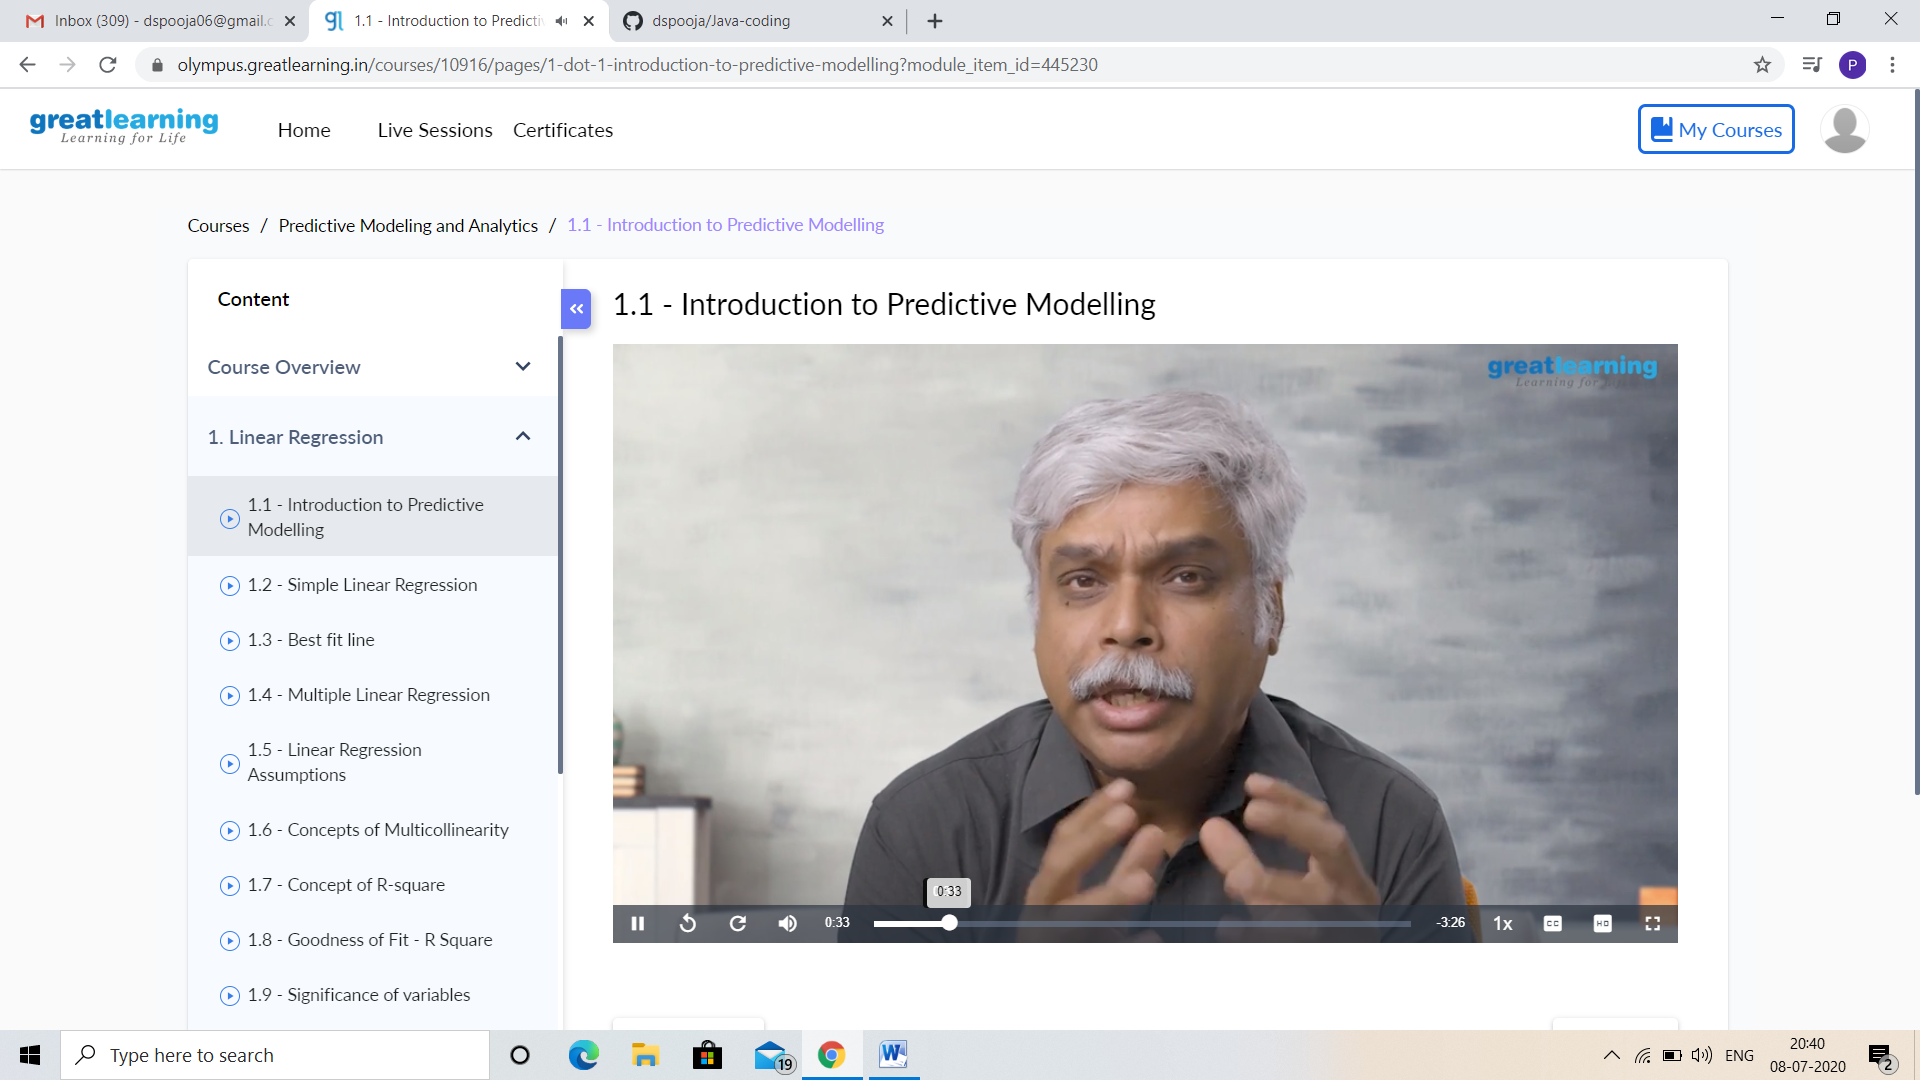 Inbox (309) - dspooja06@gmail.c
1.1 - Introduction to Predicti
dspooja/Java-coding
olympus.greatlearning.in/courses/10916/pages/1-dot-1-introduction-to-predictive-modelling?module_item_id=445230
P
greatlearning
Learning for Life
Home
Live Sessions
Certificates
My Courses
Courses / Predictive Modeling and Analytics / 1.1 - Introduction to Predictive Modelling
Content
Course Overview
1. Linear Regression
1.1 - Introduction to Predictive
Modelling
1.2 - Simple Linear Regression
1.3 - Best fit line
1.4 - Multiple Linear Regression
1.5 - Linear Regression
Assumptions
1.6 - Concepts of Multicollinearity
1.7 - Concept of R-square
1.8 - Goodness of Fit - R Square
1.9 - Significance of variables
1.1 - Introduction to Predictive Modelling
greatlearning
Learning for Life
0:33
0:33
-3:26
1x
CC
HD
Type here to search
19
W
ENG
20:40
08-07-2020
2